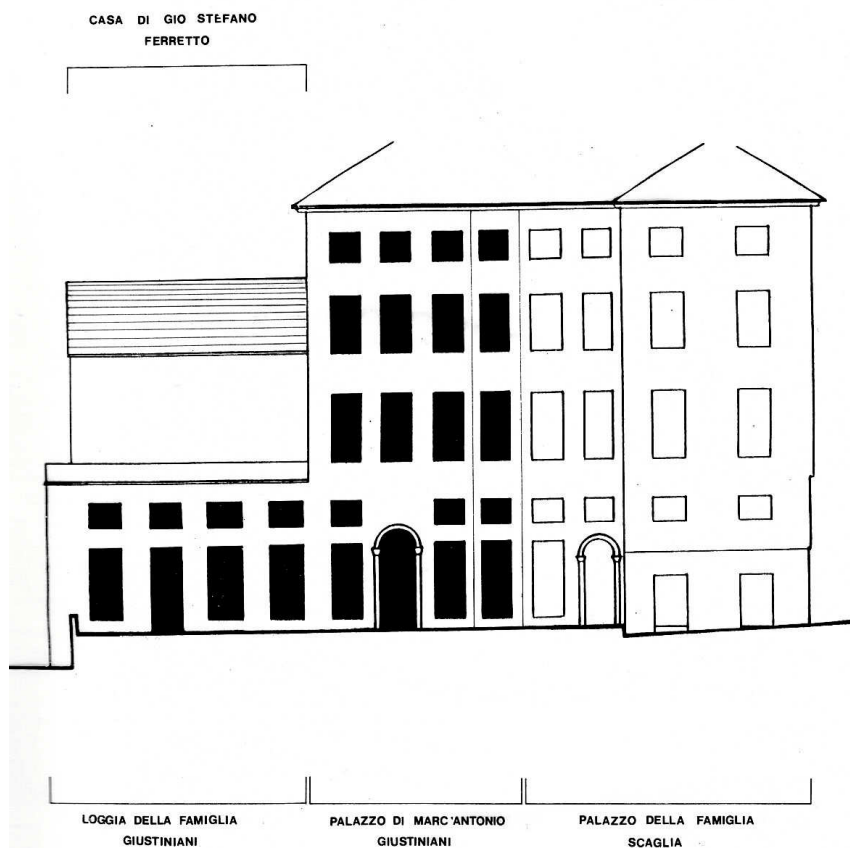 CASA DI GIO STEFANO
FERRETTO
LOGGIA DELLA FAMIGLIA
GIUSTINIANI
PALAZZO DI MARC'ANTONIO
GIUSTINIANI
PALAZZO DELLA FAMIGLIA
SCAGLIA